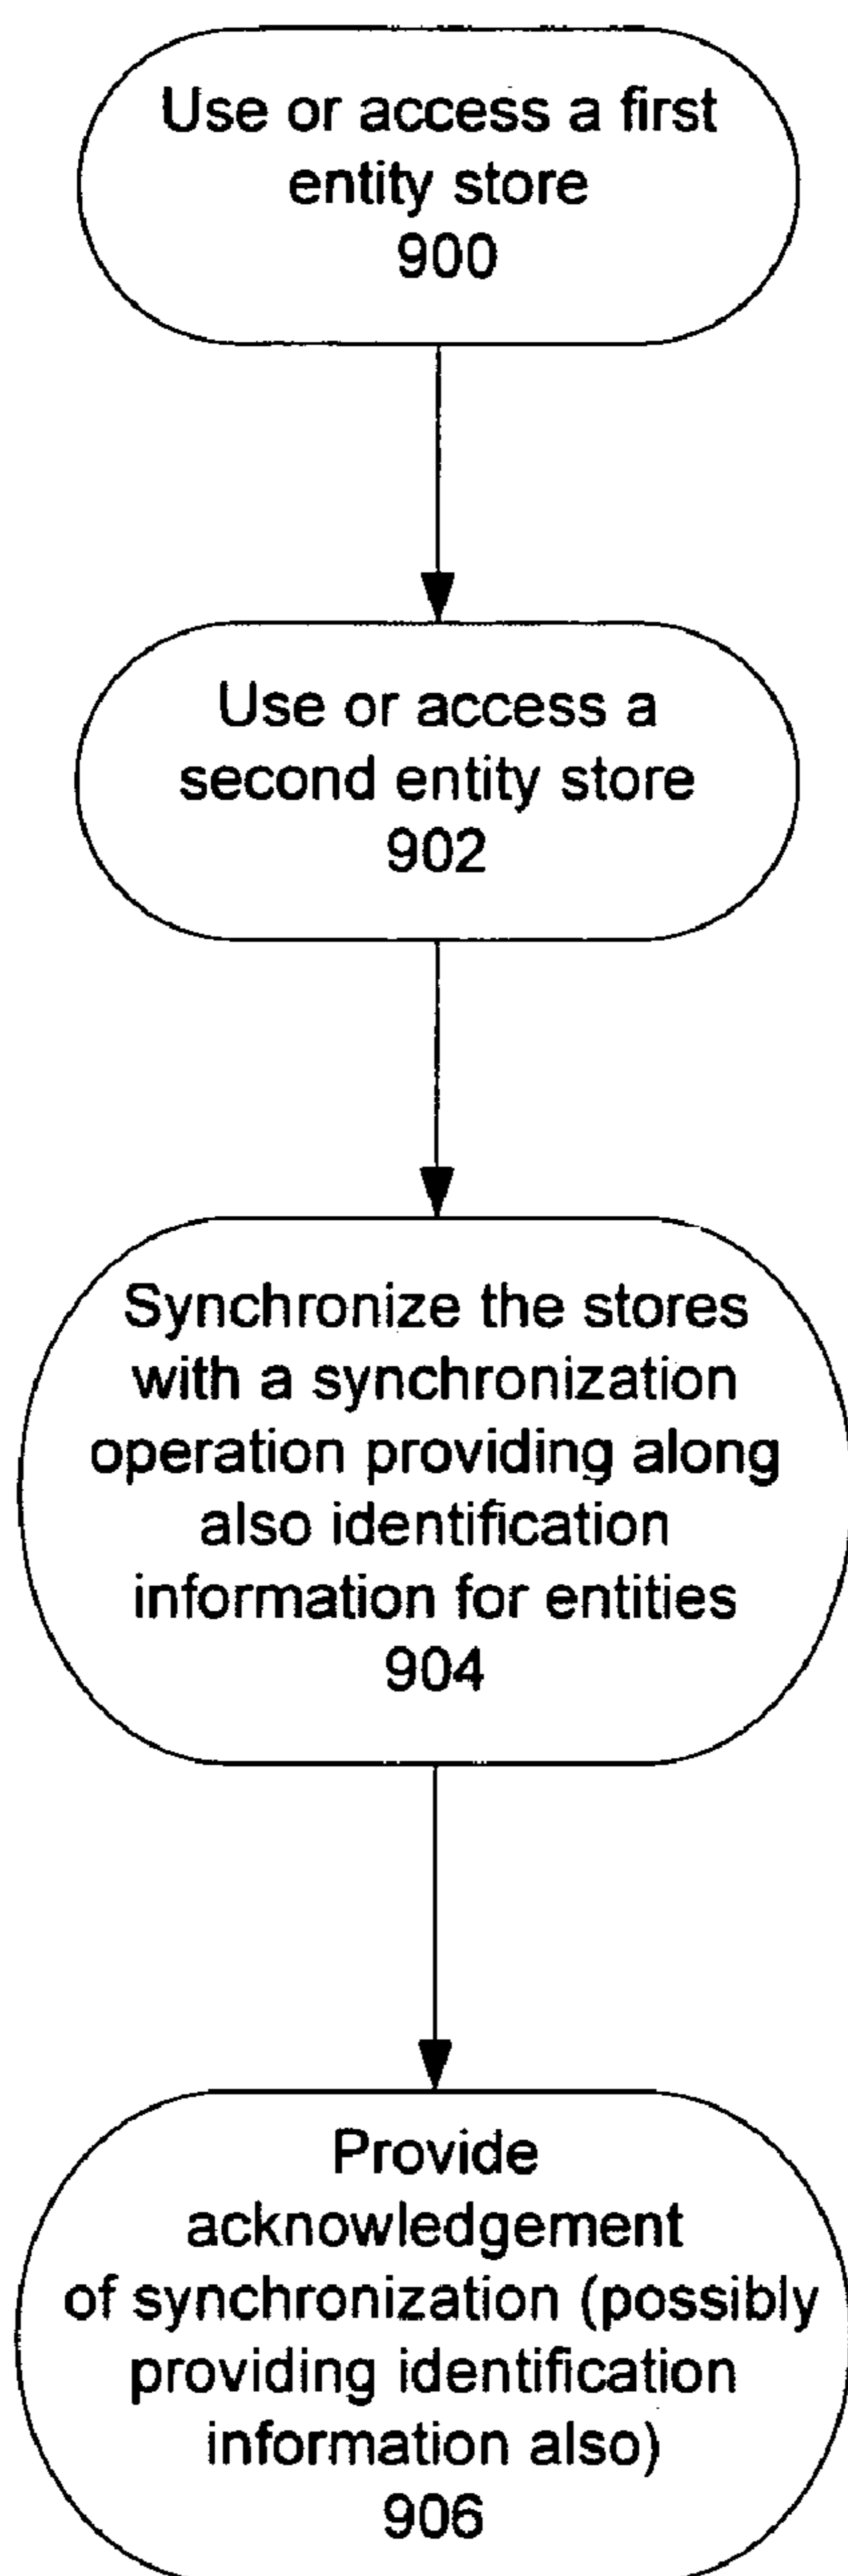 Use or access a first
entity store
900
Use or access a
second entity store
902
Synchronize the stores
with a synchronization
operation providing along
also identification
information for entities
904
Provide
acknowledgement
of synchronization (possibly
providing identification
information also)
906